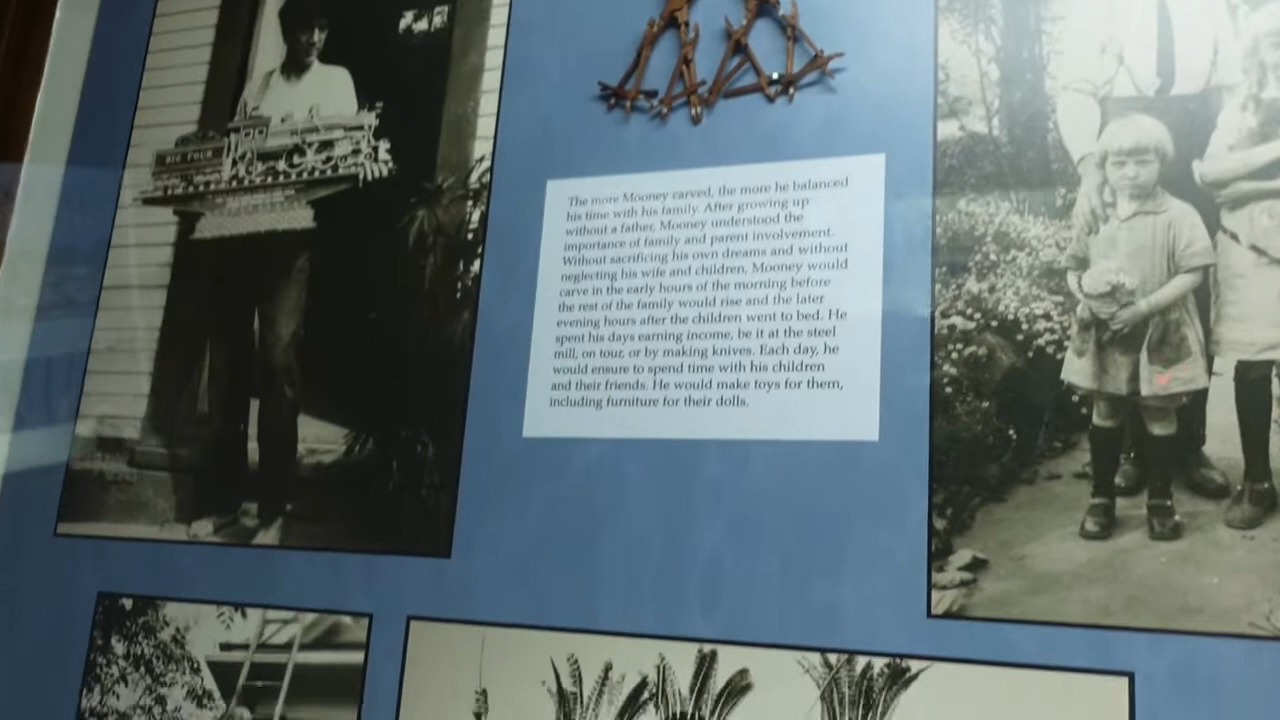 BIG FOUR
The more Mooney carved, the more he balanced
his time with his family. After growing up
without a father, Mooney understood the
importance of family and parent involvement.
Without sacrificing his own dreams and without
neglecting his wife and children, Mooney would
carve in the early hours of the morning before
the rest of the family would rise and the later
evening hours after the children went to bed. He
spent his days earning income, be it at the steel
mill, on tour, or by making knives. Each day, he
would ensure to spend time with his children
and their friends. He would make toys for them,
including furniture for their dolls.